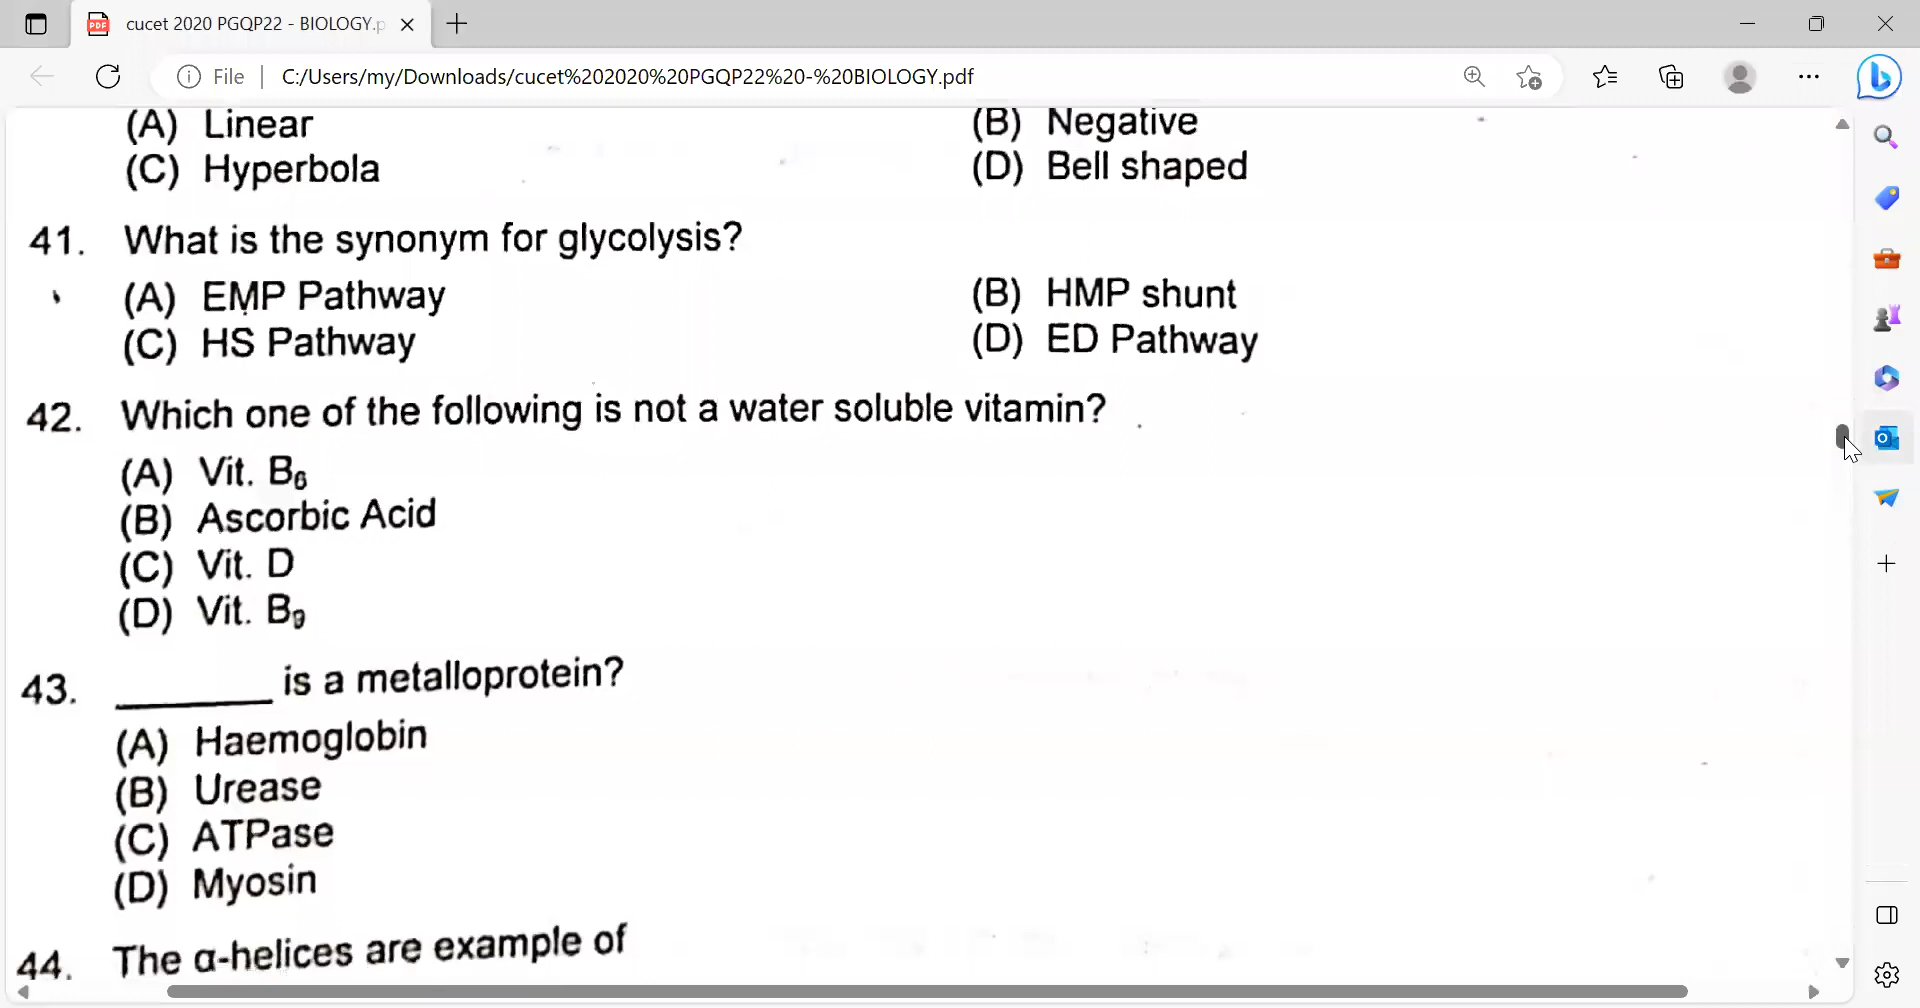 cucet 2020 PGQP22 - BIOLOGY.p
File C:/Users/my/Downloads/cucet%202020%20PGQP22%20-%20BIOLOGY.pdf
(A) Linear (B) Negative
(C) Hyperbola (D) Bell shaped
41. What is the synonym for glycolysis?
(A) EMP Pathway (B) HMP shunt
(C) HS Pathway (D) ED Pathway
42. Which one of the following is not a water soluble vitamin?
(A) Vit. B₆
(B) Ascorbic Acid
(C) Vit. D
(D) Vit. B₉
43. ________ is a metalloprotein?
(A) Haemoglobin
(B) Urease
(C) ATPase
(D) Myosin
44. The α-helices are example of